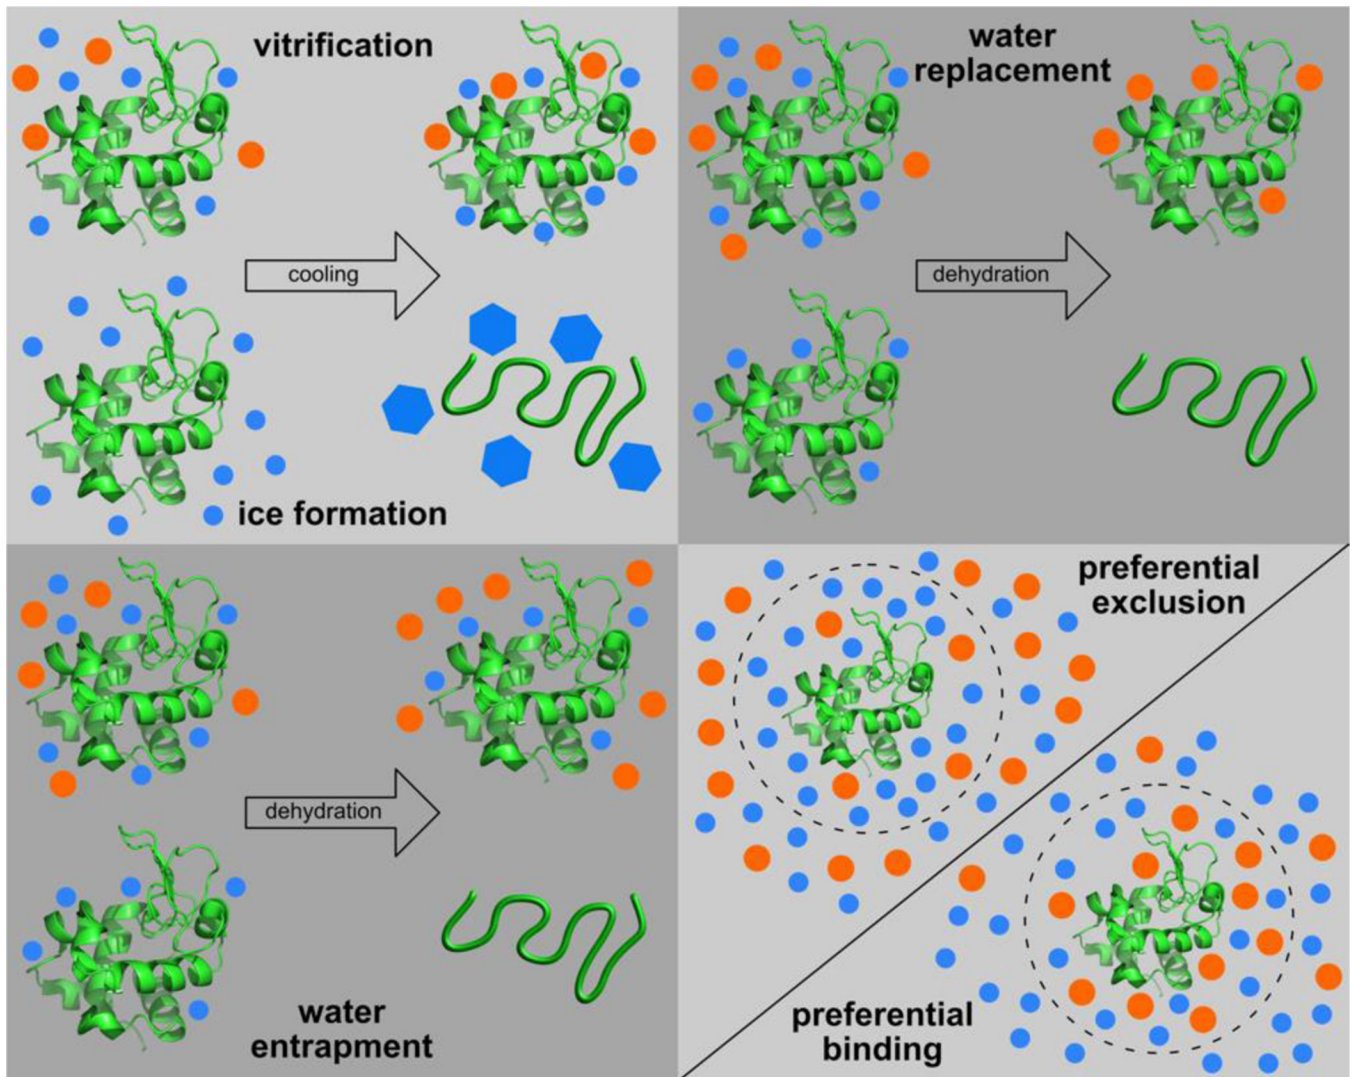 vitrification
cooling
ice formation
water
replacement
dehydration
dehydration
water
entrapment
preferential
exclusion
preferential
binding